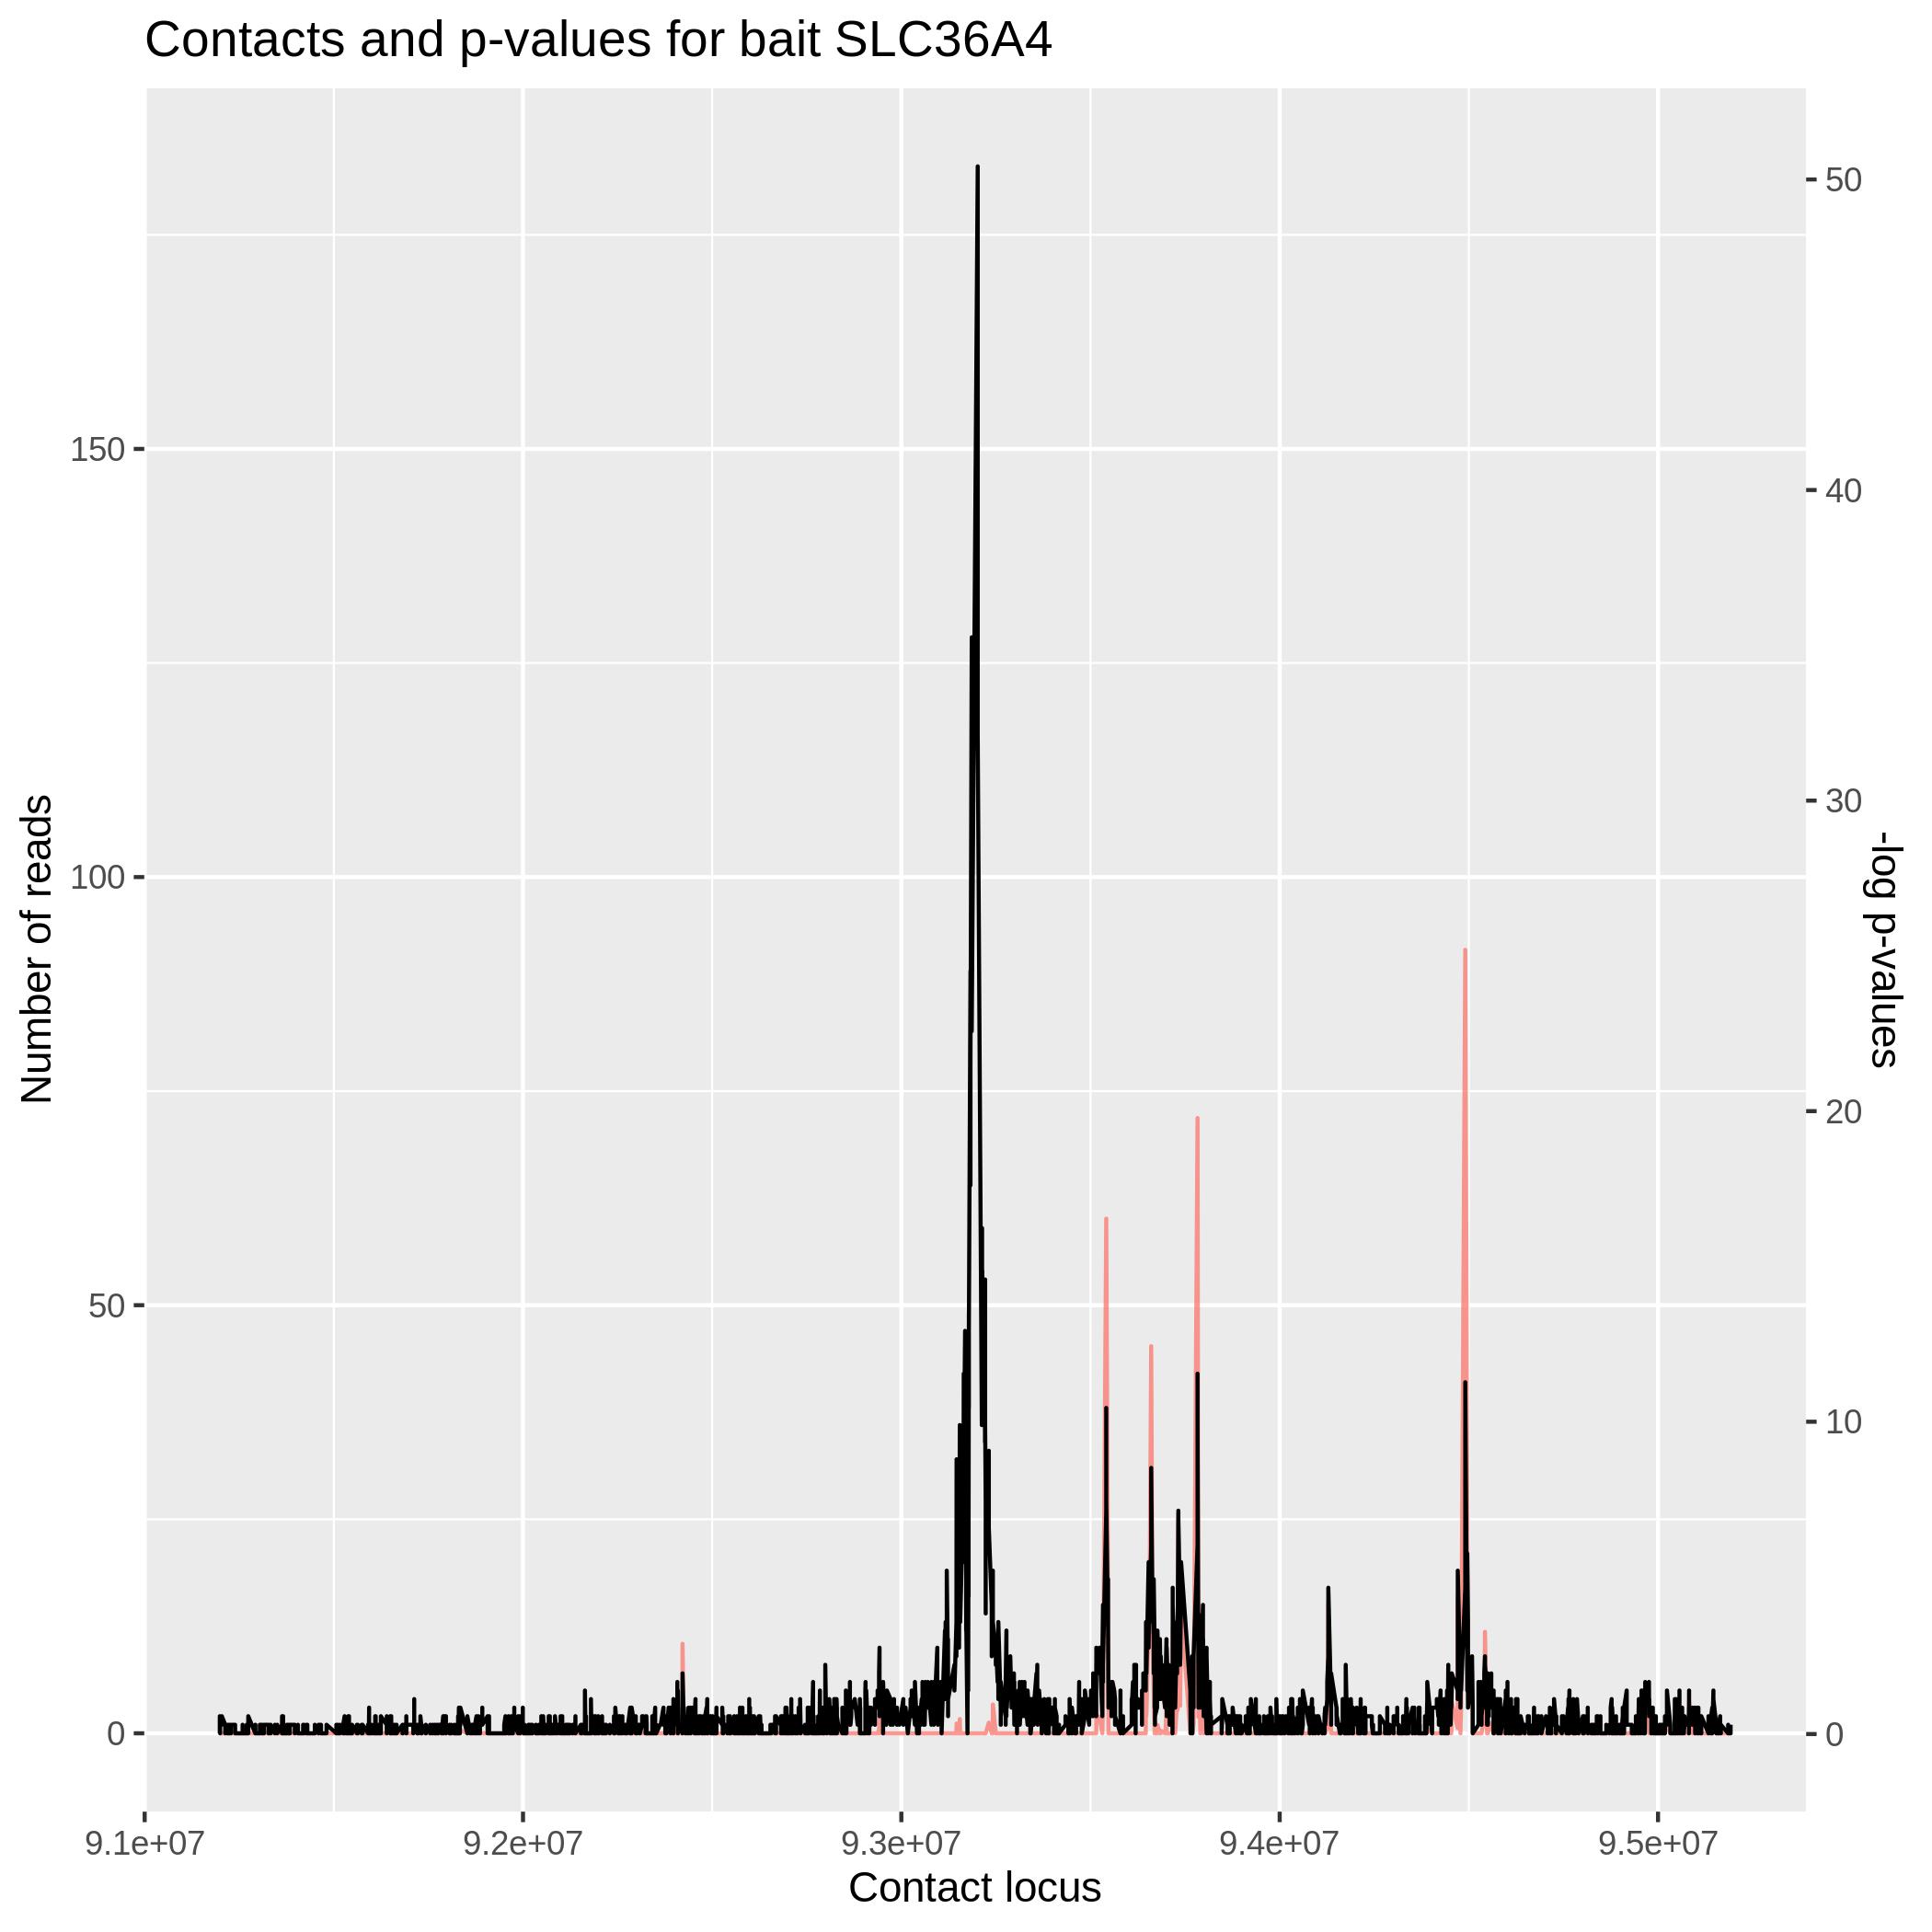 Contacts and p-values for bait SLC36A4
Number of reads
150
100
50
0
50
40
30
20
10
0
-log p-values
9.1e+07
9.2e+07
9.3e+07
9.4e+07
9.5e+07
Contact locus